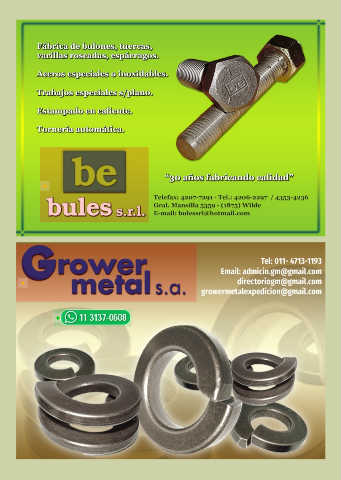 Fábrica de bulones, tuercas,
varillas roscadas, espárragos.
Aceros especiales e inoxidables.
Trabajos especiales s/plano.
Estampado en caliente.
Tornería automática.
be
bules s.r.l.
"30 años fabricando calidad"
Telefax: 4207-7291 - Tel.: 4206-2297 / 4353-4236
Gral. Mansilla 5359 - (1875) Wilde
E-mail: bulessrl@hotmail.com
Grower
metal s.a.
Tel: 011- 4713-1193
Email: admicio.gm@gmail.com
directoriogm@gmail.com
growermetalexpedicion@gmail.com
11 3137-0608